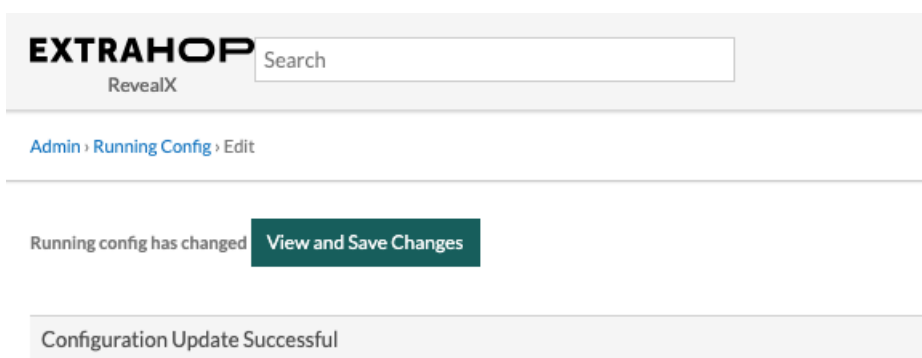 EXTRAHOP
Search
RevealX
Admin › Running Config › Edit
Running config has changed View and Save Changes
Configuration Update Successful